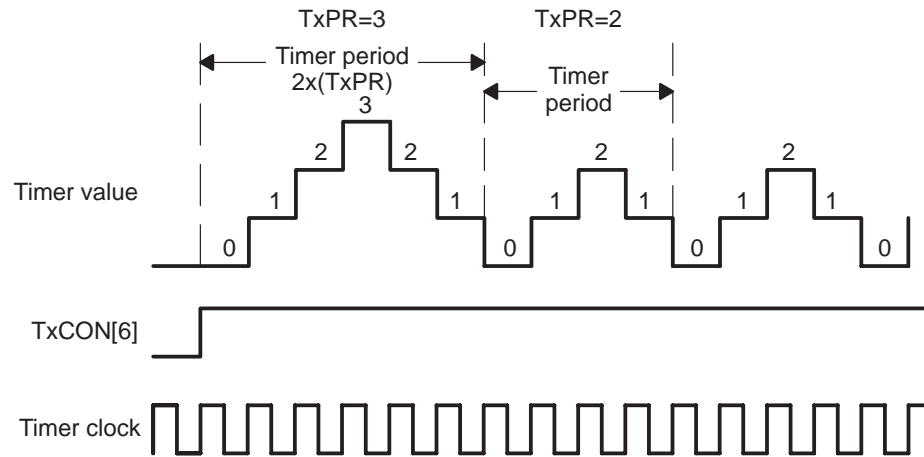 TxPR=3
TxPR=2
Timer period
2x(TxPR)
Timer
period
3
2
2
2
2
1
1
1
1
1
1
0
0
0
0
Timer value
TxCON[6]
Timer clock